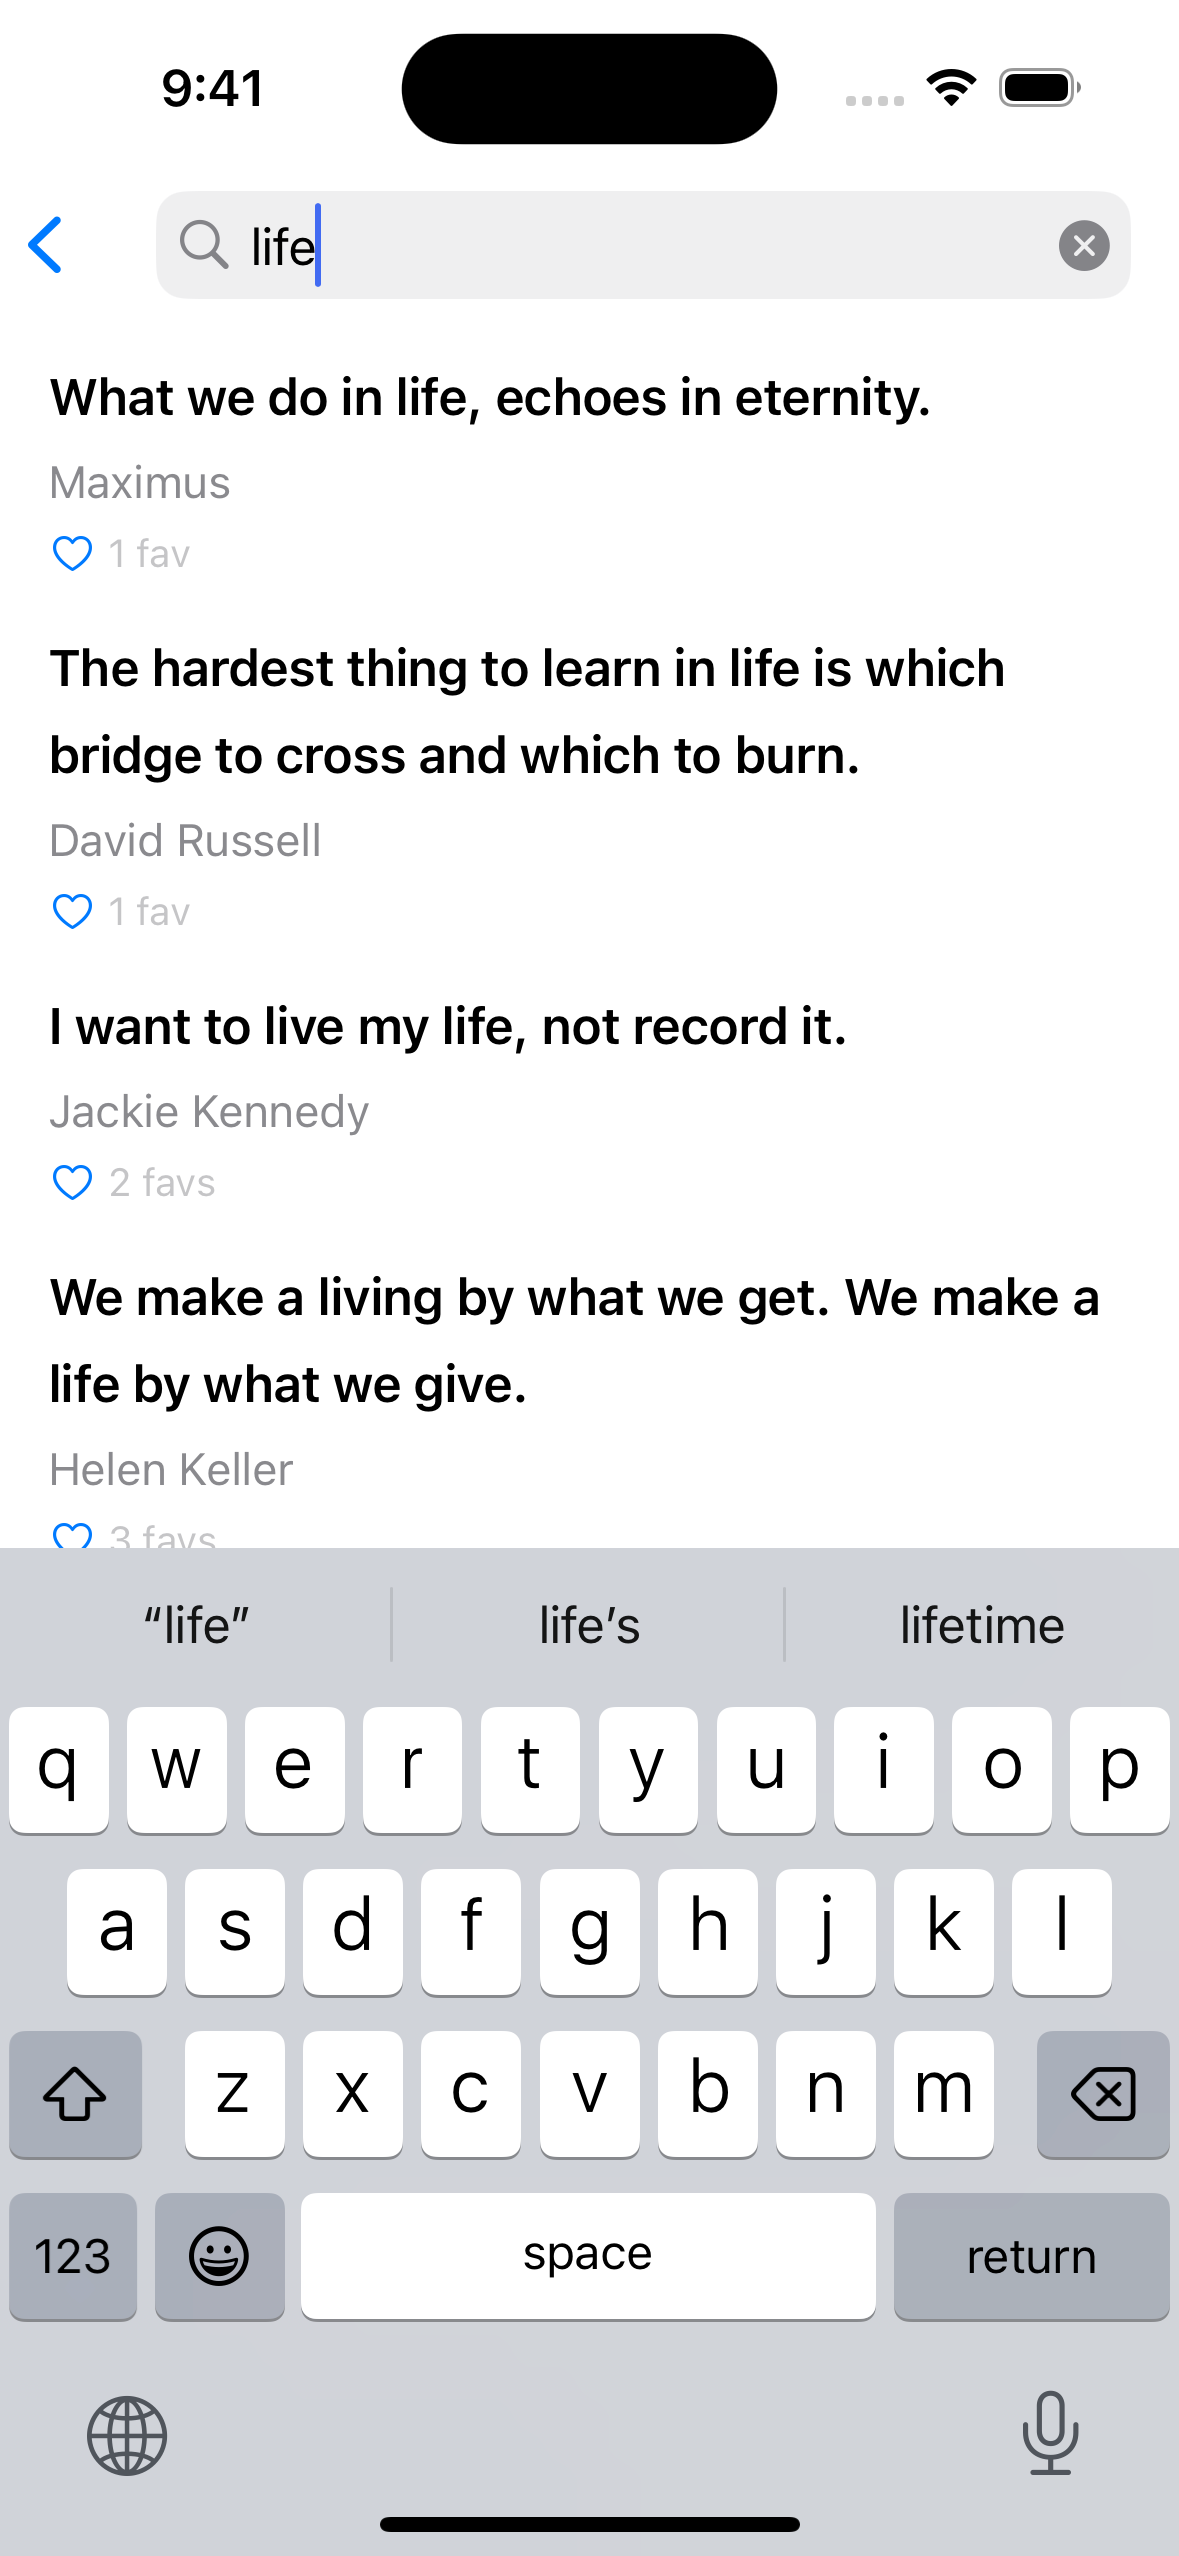 9:41
life
What we do in life, echoes in eternity.
Maximus
1 fav
The hardest thing to learn in life is which
bridge to cross and which to burn.
David Russell
1 fav
I want to live my life, not record it.
Jackie Kennedy
2 favs
We make a living by what we get. We make a
life by what we give.
Helen Keller
3 favs
“life” life’s lifetime
q w e r t y u i o p
a s d f g h j k l
z x c v b n m
123 space return